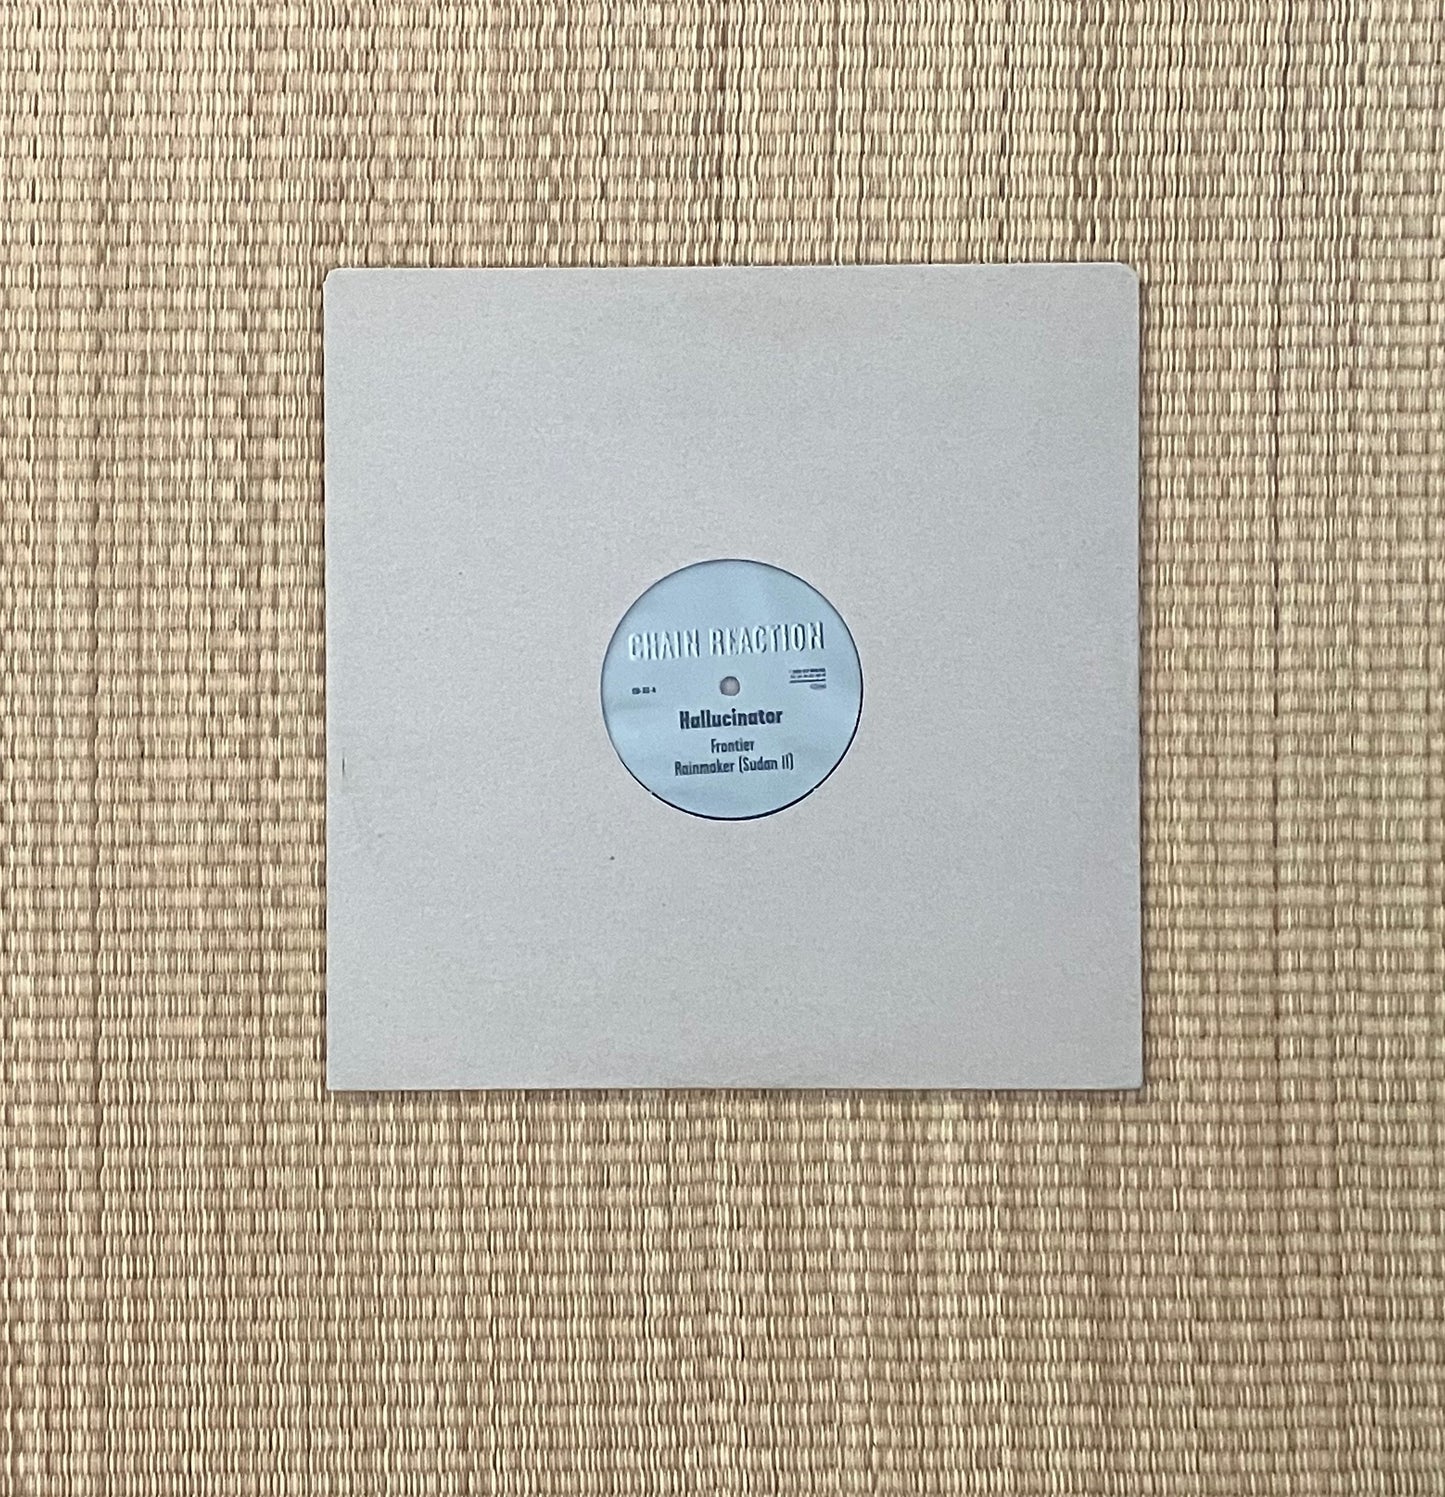 CHAIN REACTION
Hallucinator
Frontier
Rainmaker (Sudan II)